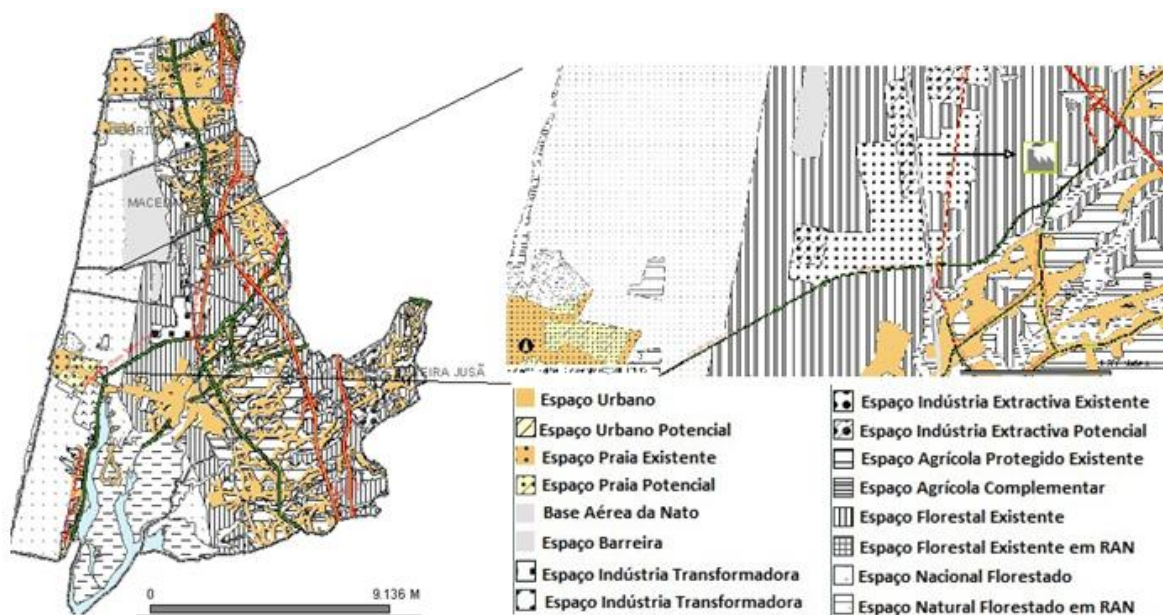 MACEDA
JUSÃ
0
9.136 M
Espaço Urbano
Espaço Urbano Potencial
Espaço Praia Existente
Espaço Praia Potencial
Base Aérea da Nato
Espaço Barreira
Espaço Indústria Transformadora
Espaço Indústria Transformadora
Espaço Indústria Extractiva Existente
Espaço Indústria Extractiva Potencial
Espaço Agrícola Protegido Existente
Espaço Agrícola Complementar
Espaço Florestal Existente
Espaço Florestal Existente em RAN
Espaço Nacional Florestado
Espaço Natural Florestado em RAN